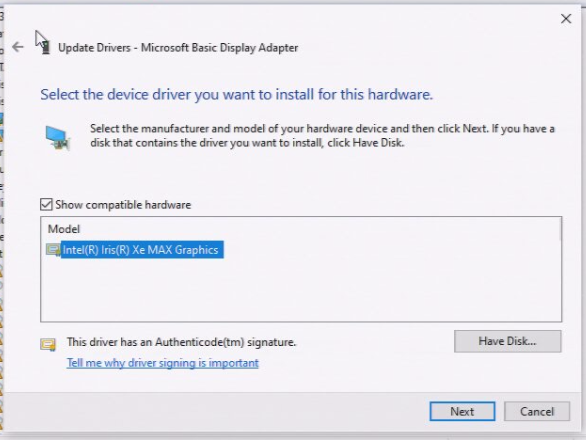 Update Drivers - Microsoft Basic Display Adapter
Select the device driver you want to install for this hardware.
Select the manufacturer and model of your hardware device and then click Next. If you have a
disk that contains the driver you want to install, click Have Disk.
Show compatible hardware
Model
Intel(R) Iris(R) Xe MAX Graphics
This driver has an Authenticode(tm) signature.
Have Disk...
Tell me why driver signing is important
Next
Cancel